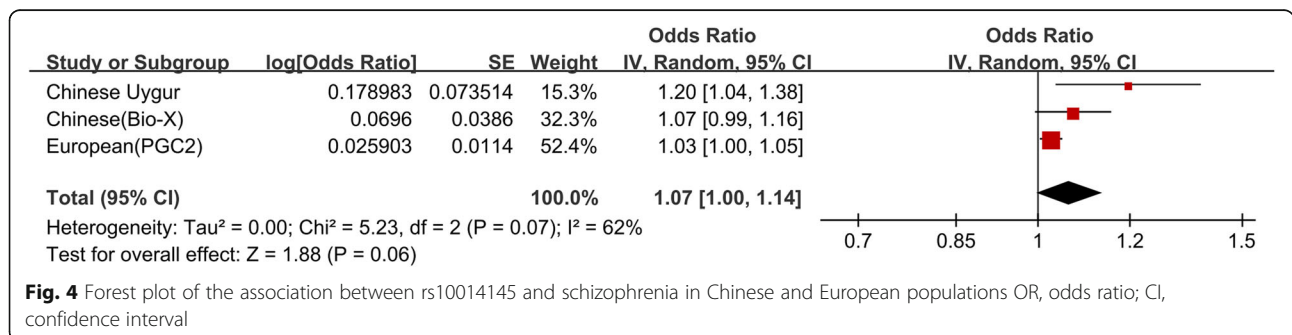 Odds Ratio Odds Ratio
Study or Subgroup log[Odds Ratio] SE Weight IV, Random, 95% CI IV, Random, 95% CI
Chinese Uygur 0.178983 0.073514 15.3% 1.20 [1.04, 1.38]
Chinese(Bio-X) 0.0696 0.0386 32.3% 1.07 [0.99, 1.16]
European(PGC2) 0.025903 0.0114 52.4% 1.03 [1.00, 1.05]
Total (95% CI) 100.0% 1.07 [1.00, 1.14]
Heterogeneity: Tau² = 0.00; Chi² = 5.23, df = 2 (P = 0.07); I² = 62%
Test for overall effect: Z = 1.88 (P = 0.06)
0.7 0.85 1 1.2 1.5
Fig. 4 Forest plot of the association between rs10014145 and schizophrenia in Chinese and European populations OR, odds ratio; CI,
confidence interval